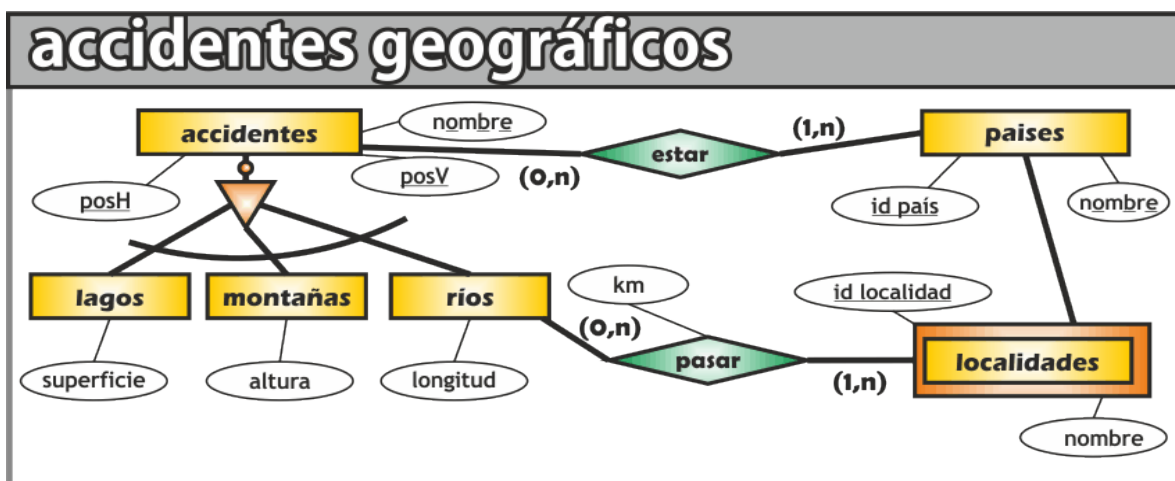 accidentes geográficos
accidentes
nombre
(1,n)
paises
estar
(0,n)
posH
posV
id país
nombre
lagos
montañas
ríos
(0,n)
km
id localidad
pasar
localidades
superficie
altura
longitud
(1,n)
nombre